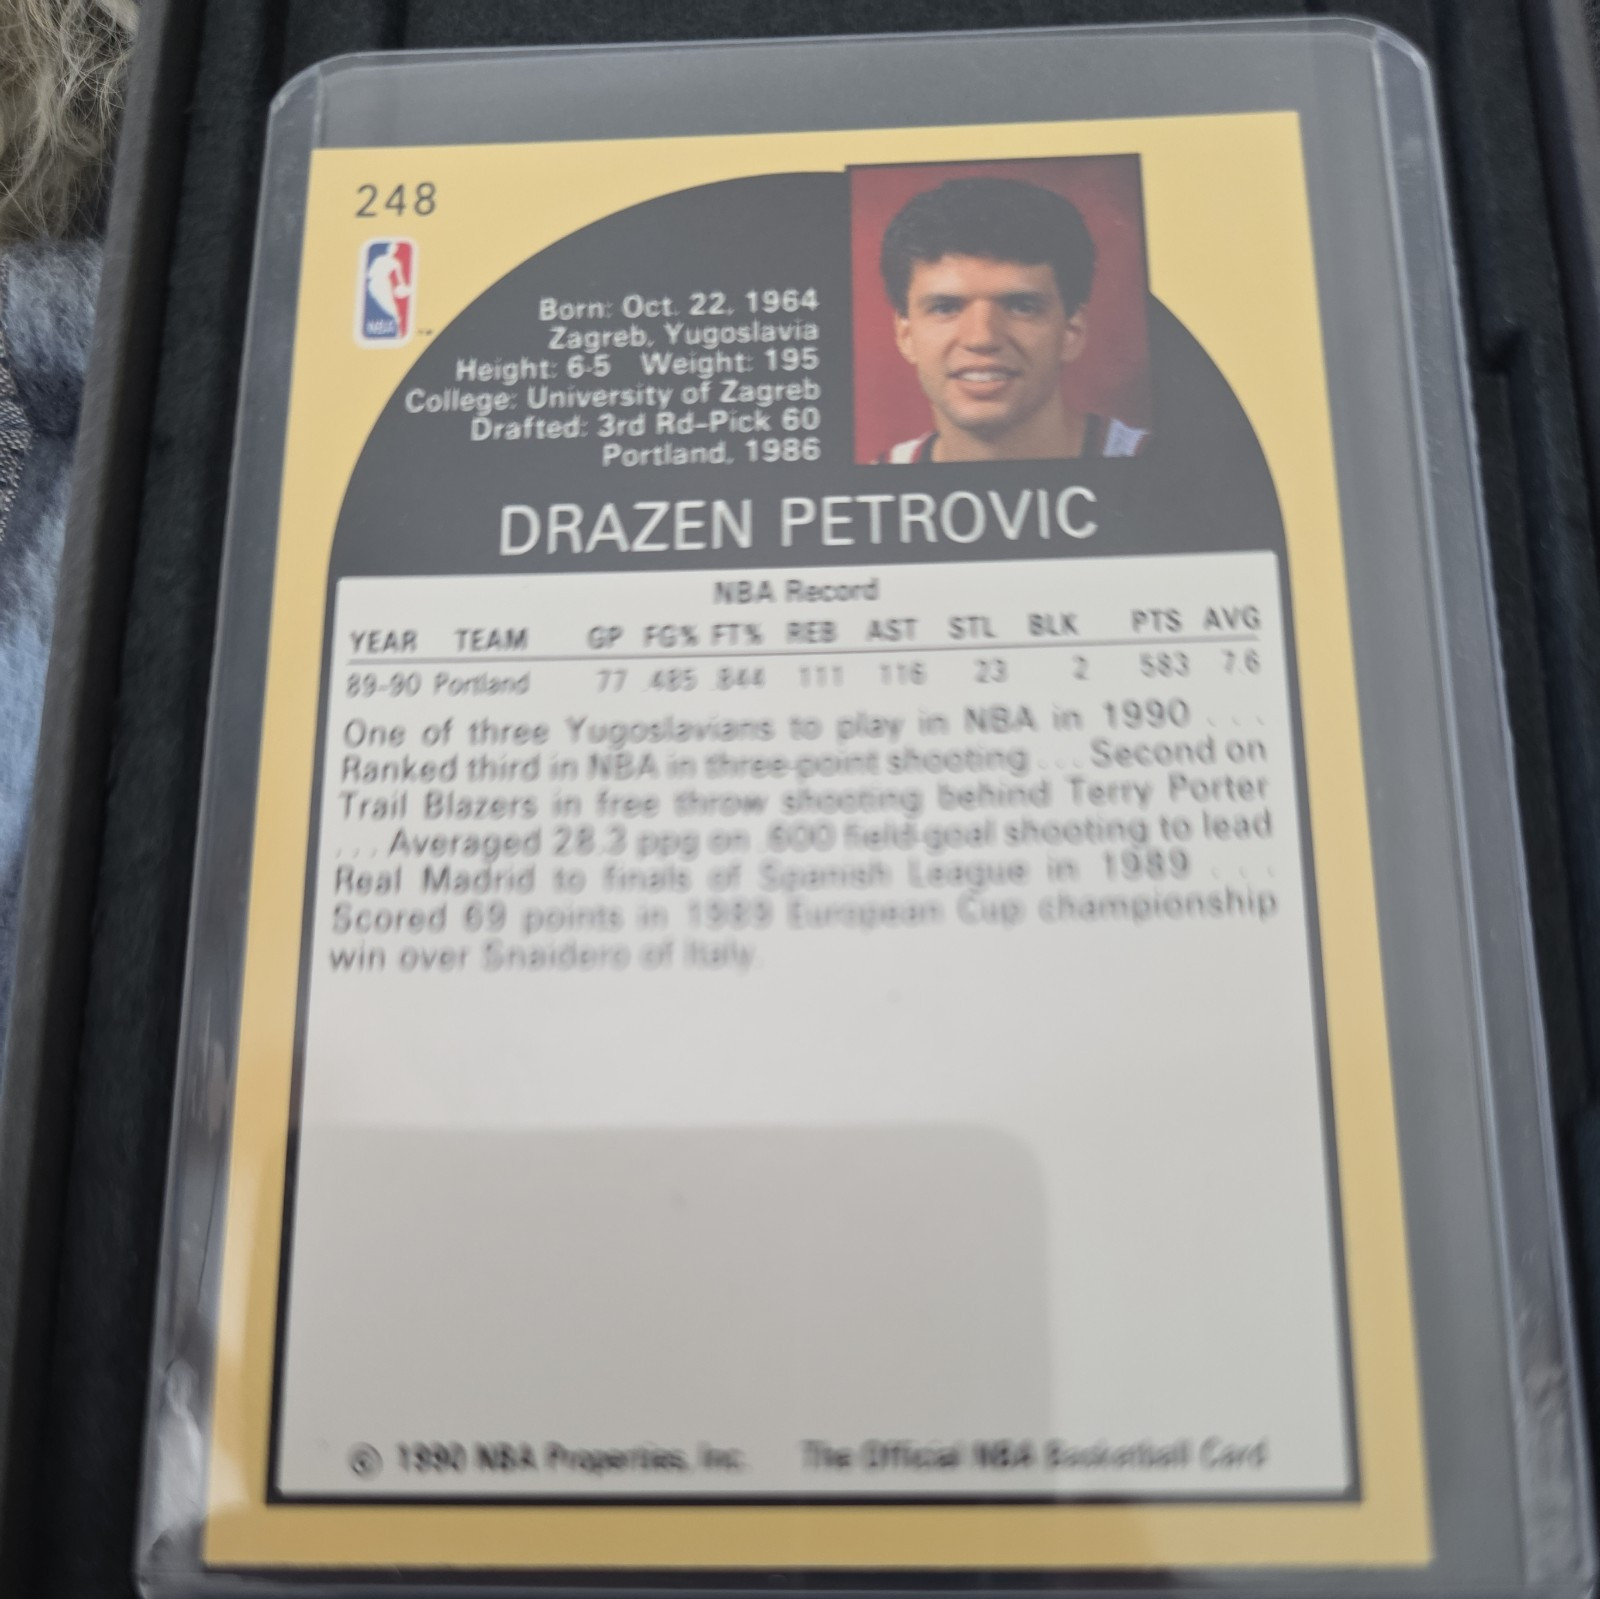 248
NBA
Born: Oct. 22, 1964
Zagreb, Yugoslavia
Height: 6-5 Weight: 195
College: University of Zagreb
Drafted: 3rd Rd-Pick 60
Portland, 1986
DRAZEN PETROVIC
NBA Record
YEAR TEAM GP FG% FT% REB AST STL BLK PTS AVG
89-90 Portland 77 .485 .844 111 116 23 2 583 7.6
One of three Yugoslavians to play in NBA in 1990 . . .
Ranked third in NBA in three-point shooting . . . Second on
Trail Blazers in free throw shooting behind Terry Porter
. . . Averaged 28.3 ppg on .600 field-goal shooting to lead
Real Madrid to finals of Spanish League in 1989 . . .
Scored 69 points in 1989 European Cup championship
win over Snaidero of Italy.
© 1990 NBA Properties, Inc. The Official NBA Basketball Card